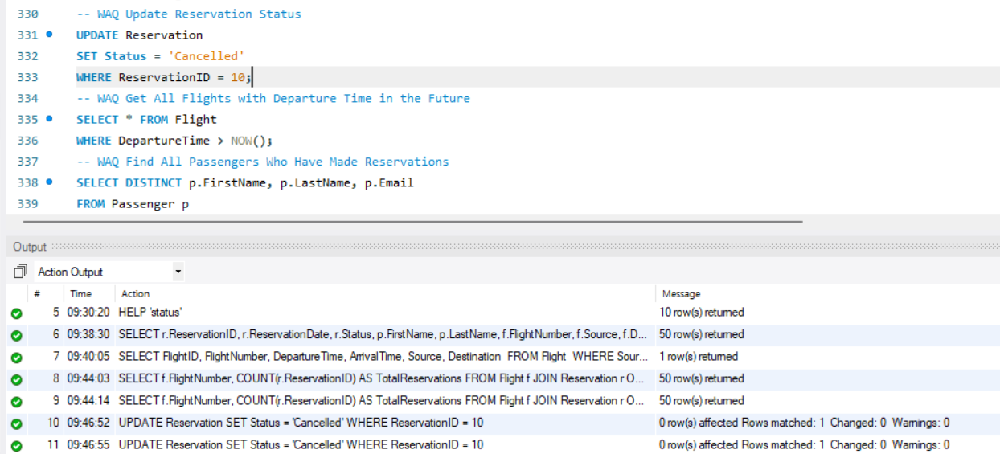 330 -- WAQ Update Reservation Status
331 UPDATE Reservation
332 SET Status = 'Cancelled'
333 WHERE ReservationID = 10;
334 -- WAQ Get All Flights with Departure Time in the Future
335 SELECT * FROM Flight
336 WHERE DepartureTime > NOW();
337 -- WAQ Find All Passengers Who Have Made Reservations
338 SELECT DISTINCT p.FirstName, p.LastName, p.Email
339 FROM Passenger p
Output
Action Output
# Time Action Message
5 09:30:20 HELP 'status' 10 row(s) returned
6 09:38:30 SELECT r.ReservationID, r.ReservationDate, r.Status, p.FirstName, p.LastName, f.FlightNumber, f.Source, f.D... 50 row(s) returned
7 09:40:05 SELECT FlightID, FlightNumber, DepartureTime, ArrivalTime, Source, Destination FROM Flight WHERE Sour... 1 row(s) returned
8 09:44:03 SELECT f.FlightNumber, COUNT(r.ReservationID) AS TotalReservations FROM Flight f JOIN Reservation r O... 50 row(s) returned
9 09:44:14 SELECT f.FlightNumber, COUNT(r.ReservationID) AS TotalReservations FROM Flight f JOIN Reservation r O... 50 row(s) returned
10 09:46:52 UPDATE Reservation SET Status = 'Cancelled' WHERE ReservationID = 10 0 row(s) affected Rows matched: 1 Changed: 0 Warnings: 0
11 09:46:55 UPDATE Reservation SET Status = 'Cancelled' WHERE ReservationID = 10 0 row(s) affected Rows matched: 1 Changed: 0 Warnings: 0